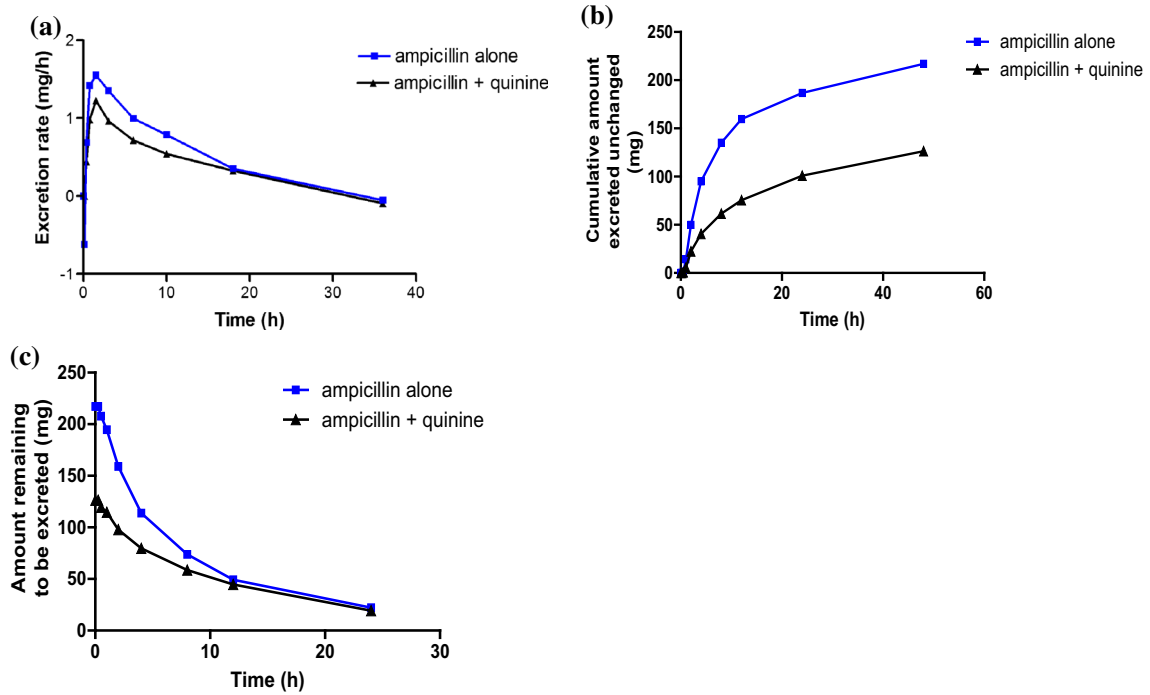 (a)
Excretion rate (mg/h)
2
1
0
-1
0 10 20 30 40
Time (h)
ampicillin alone
ampicillin + quinine
(b)
Cumulative amount
excreted unchanged
(mg)
250
200
150
100
50
0
0 20 40 60
Time (h)
ampicillin alone
ampicillin + quinine
(c)
Amount remaining
to be excreted (mg)
250
200
150
100
50
0
0 10 20 30
Time (h)
ampicillin alone
ampicillin + quinine